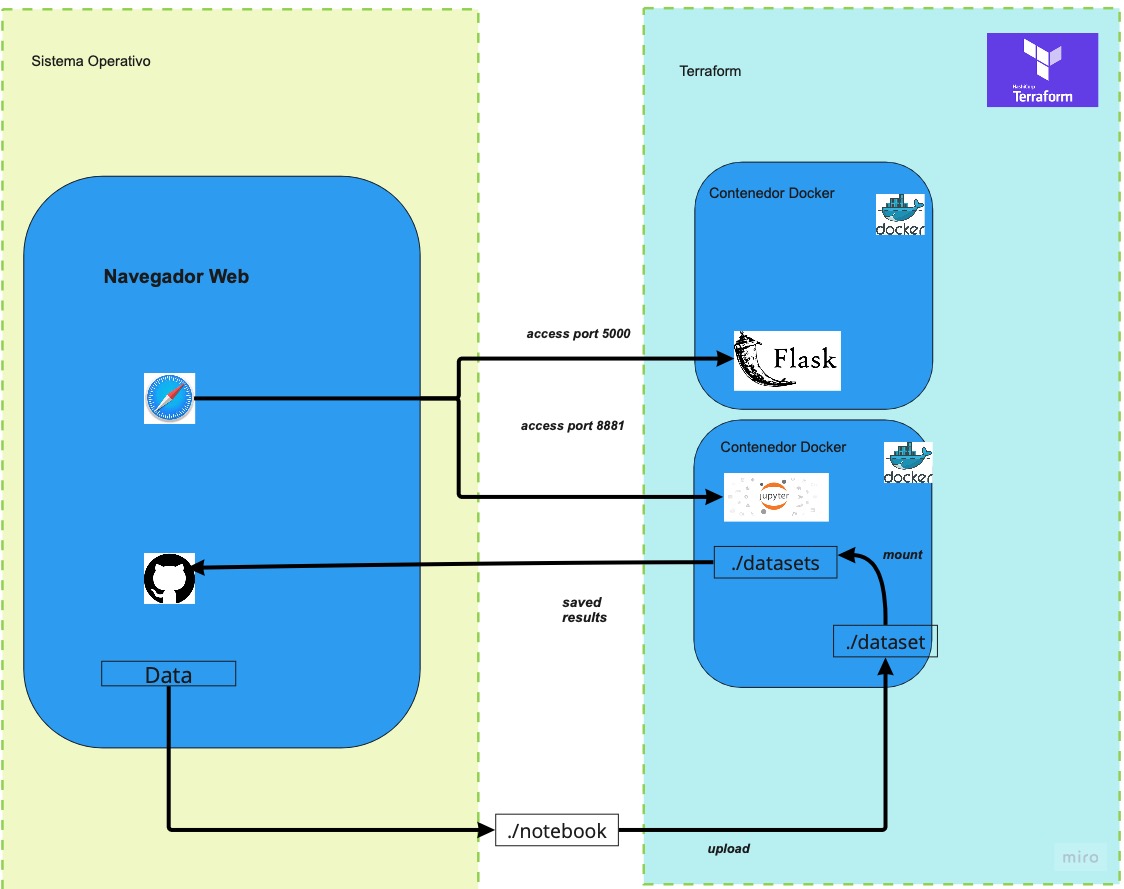 Sistema Operativo
Terraform
HashiCorp
Terraform
Contenedor Docker
docker
Navegador Web
access port 5000
Flask
access port 8881
Contenedor Docker
docker
jupyter
./datasets
mount
saved
results
./dataset
Data
./notebook
upload
miro